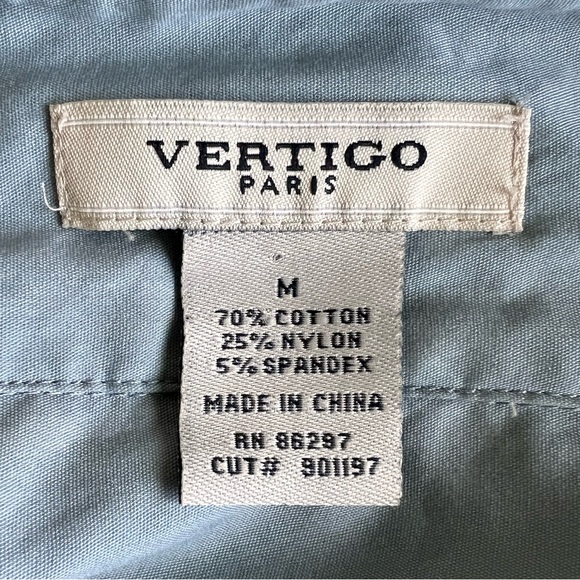 VERTIGO
PARIS
M
70% COTTON
25% NYLON
5% SPANDEX
MADE IN CHINA
RN 86297
CUT# 901197